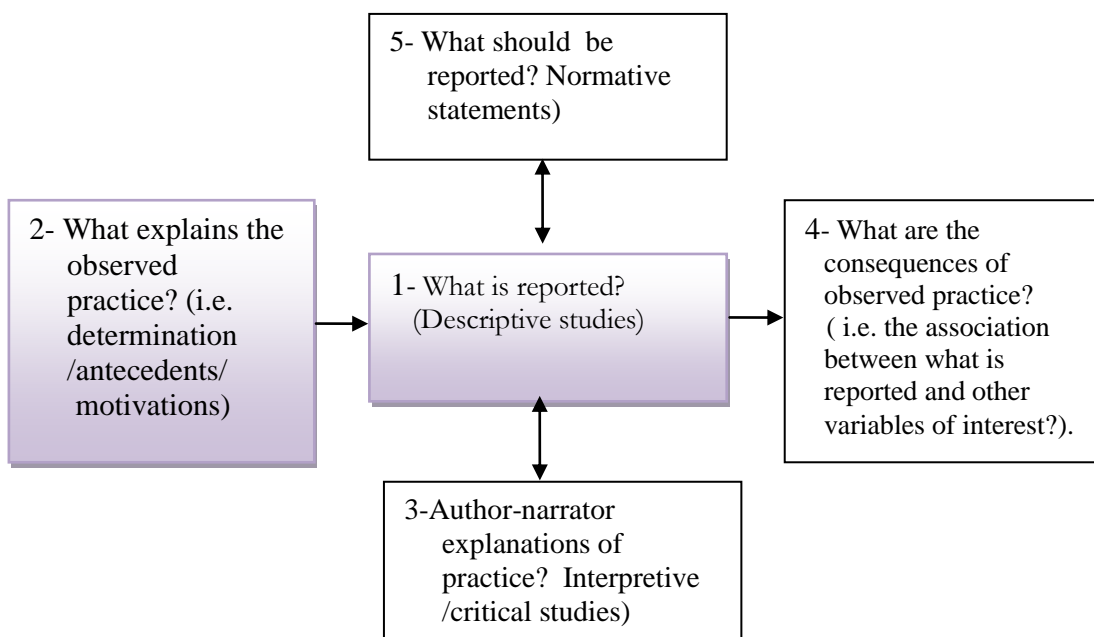 5- What should be
reported? Normative
statements)
2- What explains the
observed
practice? (i.e.
determination
/antecedents/
motivations)
1- What is reported?
(Descriptive studies)
4- What are the
consequences of
observed practice?
( i.e. the association
between what is
reported and other
variables of interest?).
3-Author-narrator
explanations of
practice? Interpretive
/critical studies)